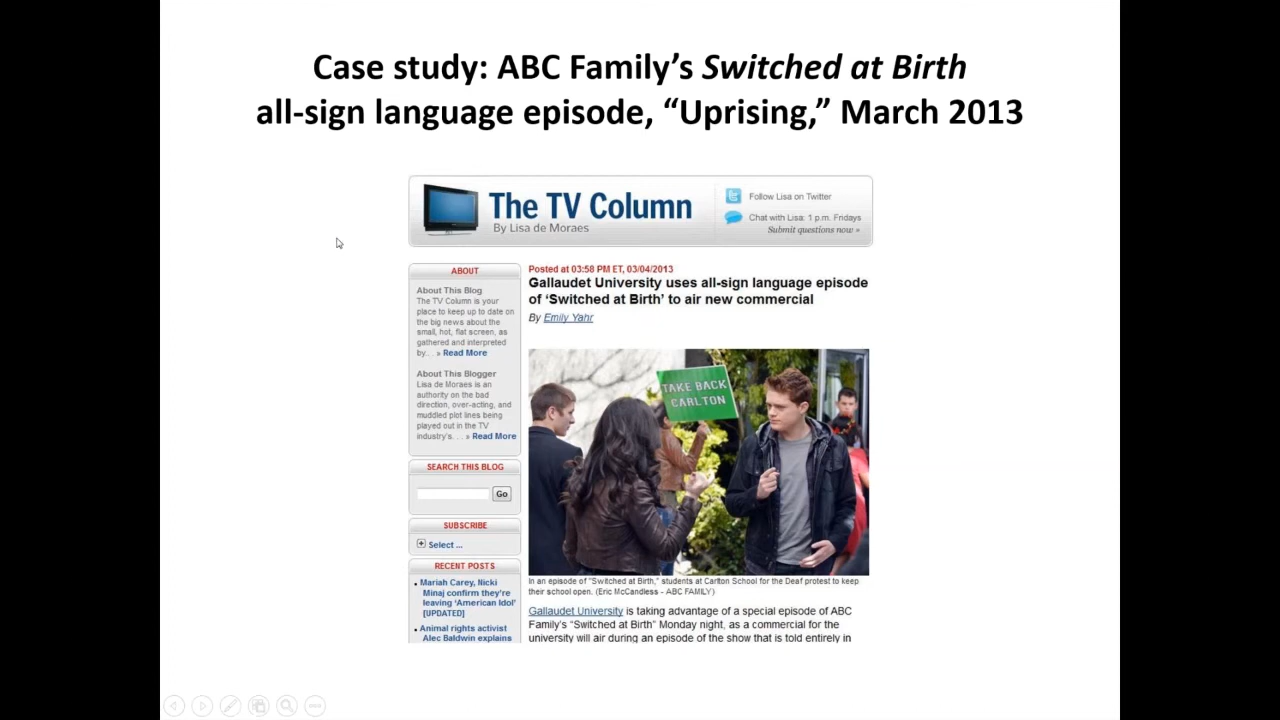 Case study: ABC Family’s Switched at Birth
all-sign language episode, “Uprising,” March 2013
The TV Column
By Lisa de Moraes
Follow Lisa on Twitter
Chat with Lisa: 1 p.m. Fridays
Submit questions now »
ABOUT
About This Blog
The TV Column is your
place to keep up to date on
the big news about the
small, hot, flat screen, as
gathered and interpreted
by.... » Read More
About This Blogger
Lisa de Moraes is an
authority on the bad
direction, over-acting, and
muddled plot lines being
played out in the TV
industry's. ... » Read More
SEARCH THIS BLOG
Go
SUBSCRIBE
Select ...
RECENT POSTS
Mariah Carey, Nicki
Minaj confirm they're
leaving 'American Idol'
[UPDATED]
Animal rights activist
Alec Baldwin explains
Posted at 03:58 PM ET, 03/04/2013
Gallaudet University uses all-sign language episode
of ‘Switched at Birth’ to air new commercial
By Emily Yahr
TAKE BACK
CARLTON
In an episode of "Switched at Birth," students at Carlton School for the Deaf protest to keep
their school open. (Eric McCandless - ABC FAMILY)
Gallaudet University is taking advantage of a special episode of ABC
Family’s “Switched at Birth” Monday night, as a commercial for the
university will air during an episode of the show that is told entirely in